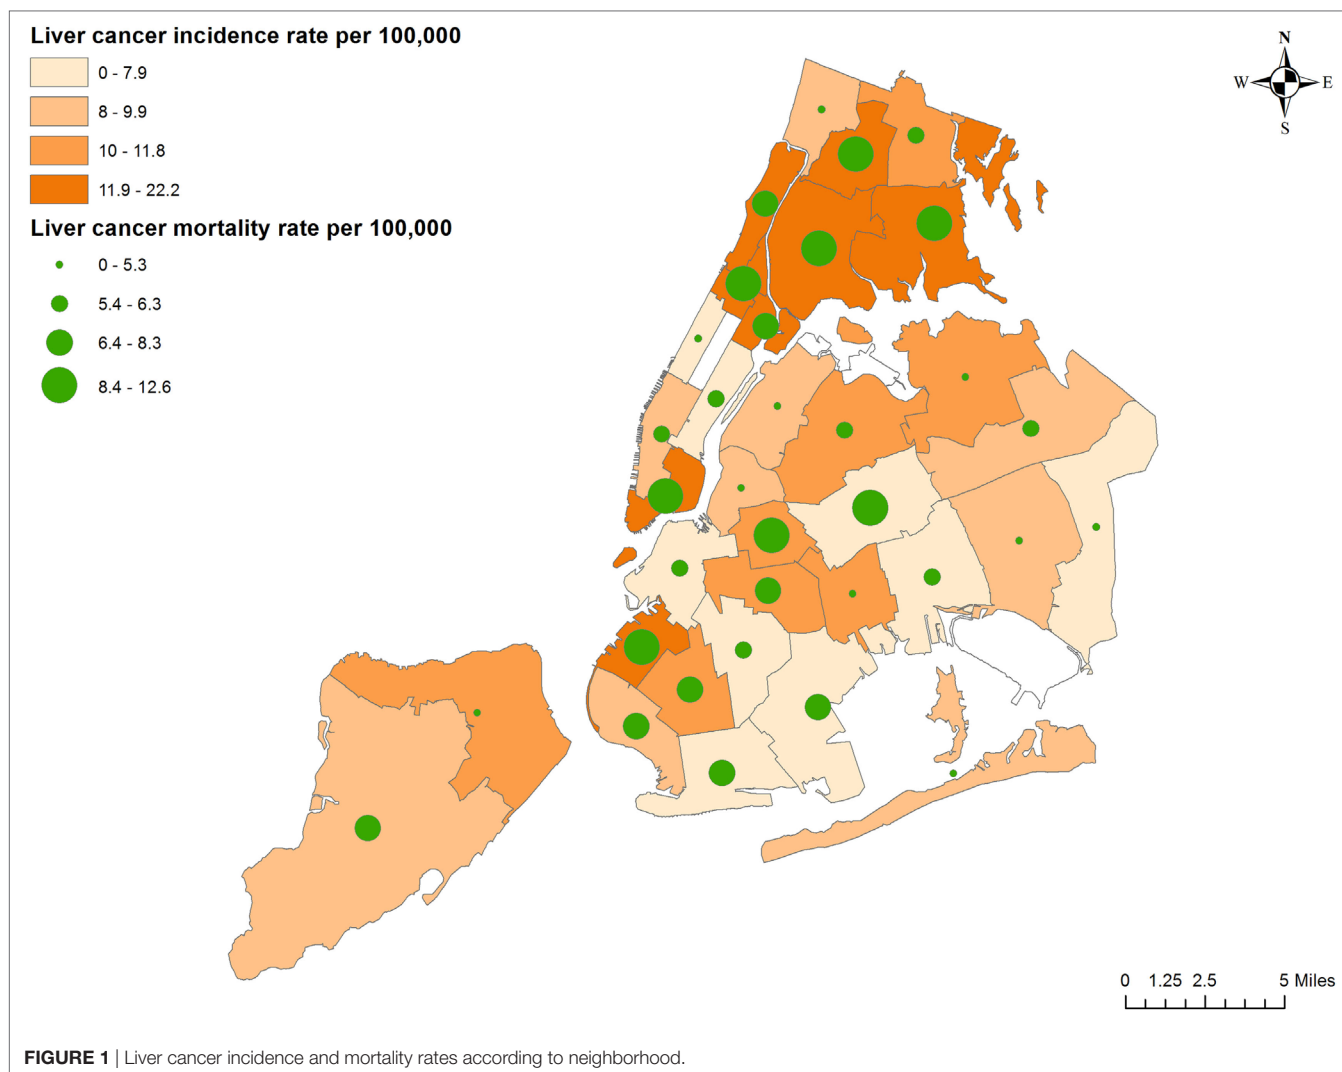 Liver cancer incidence rate per 100,000
0 - 7.9
8 - 9.9
10 - 11.8
11.9 - 22.2
Liver cancer mortality rate per 100,000
0 - 5.3
5.4 - 6.3
6.4 - 8.3
8.4 - 12.6
N
W E
S
0 1.25 2.5 5 Miles
FIGURE 1 | Liver cancer incidence and mortality rates according to neighborhood.